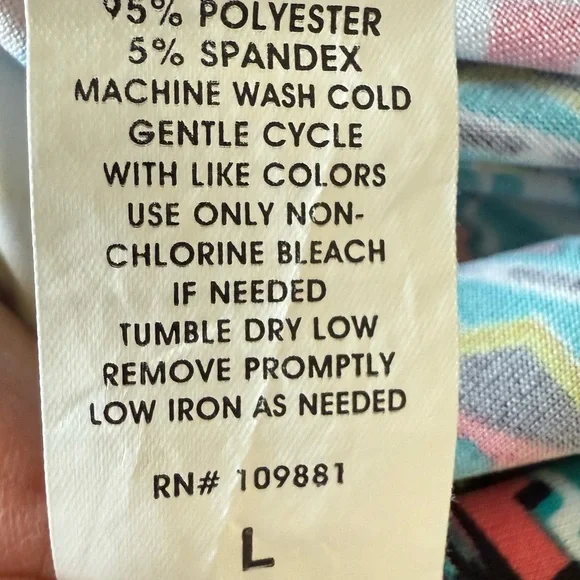 95% POLYESTER
5% SPANDEX
MACHINE WASH COLD
GENTLE CYCLE
WITH LIKE COLORS
USE ONLY NON-
CHLORINE BLEACH
IF NEEDED
TUMBLE DRY LOW
REMOVE PROMPTLY
LOW IRON AS NEEDED
RN# 109881
L